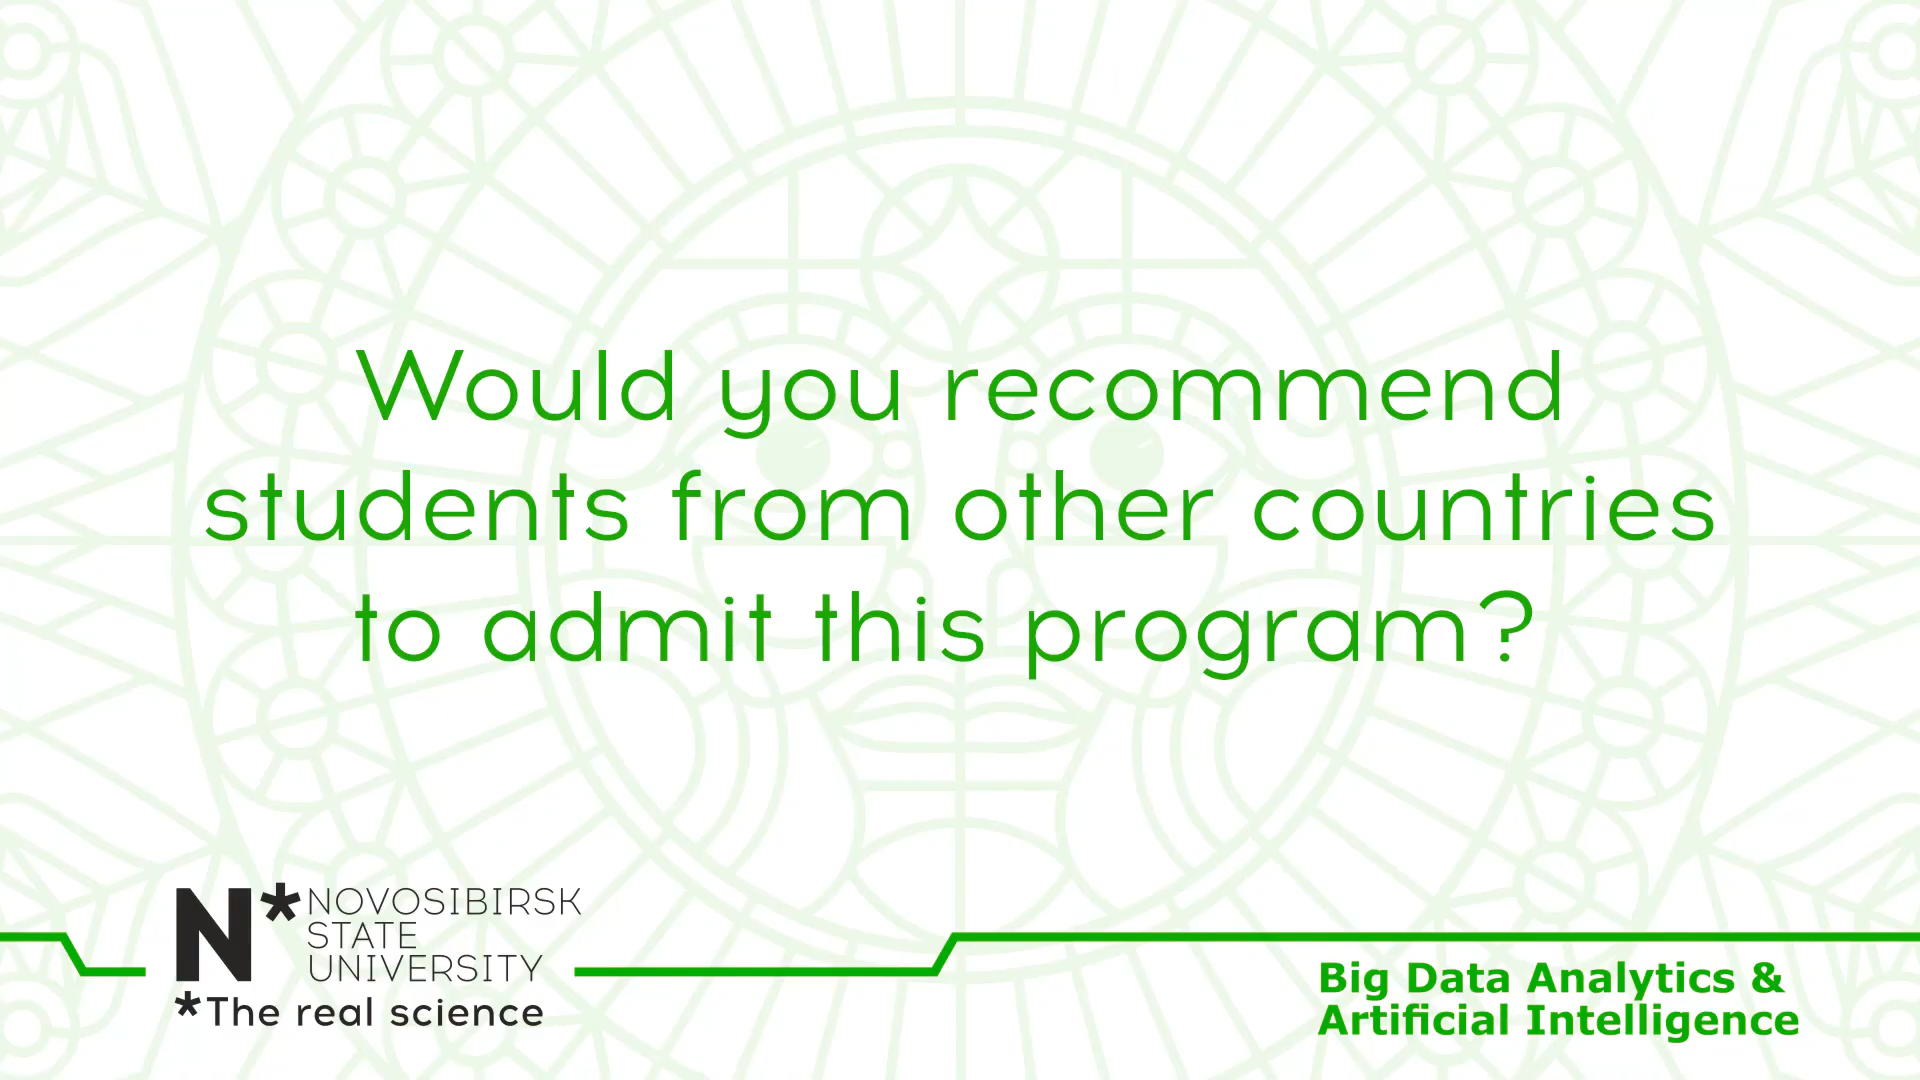 Would you recommend
students from other countries
to admit this program?
N*
NOVOSIBIRSK
STATE
UNIVERSITY
*The real science
Big Data Analytics &
Artificial Intelligence